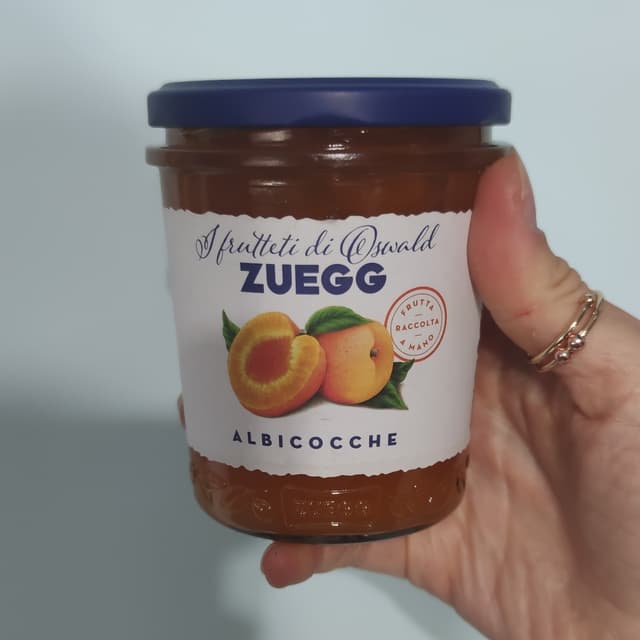 I frutteti di Oswald
ZUEGG
FRUTTA
RACCOLTA
A MANO
ALBICOCCHE
ZUEGG